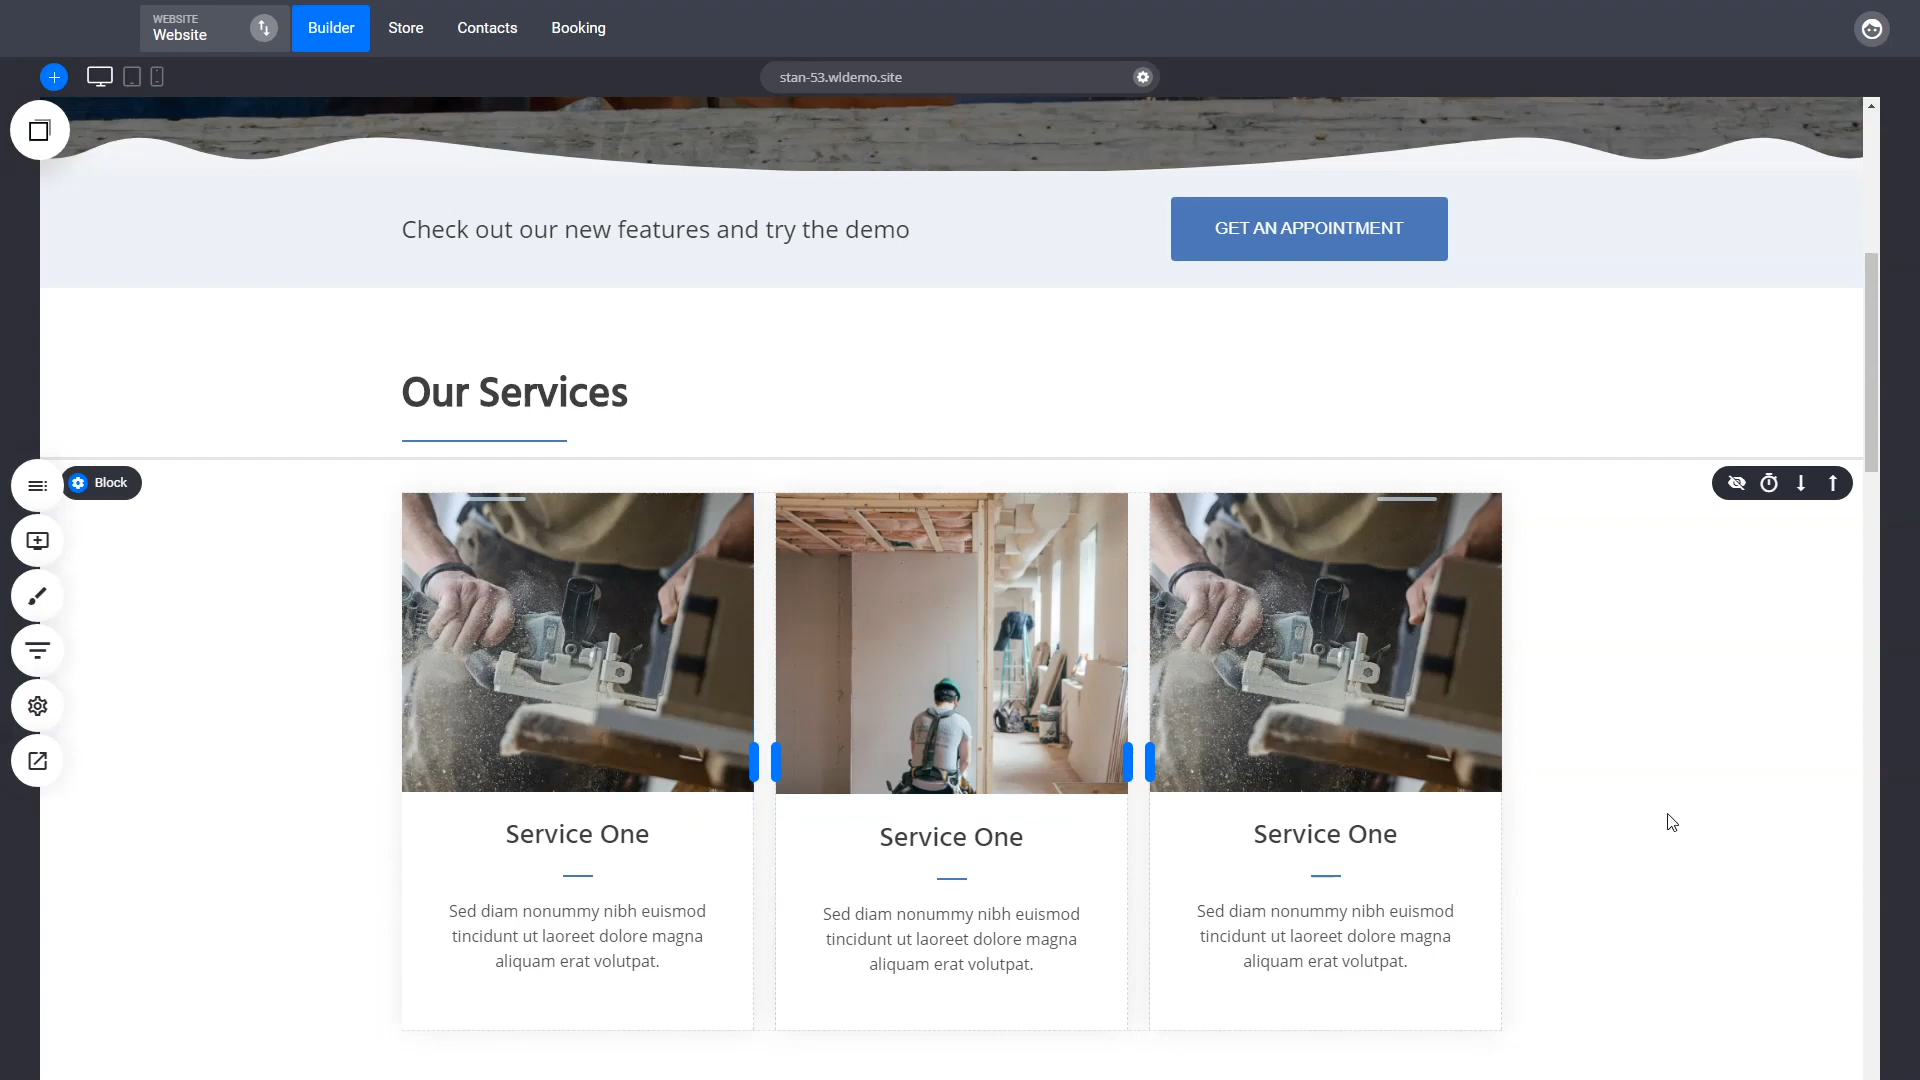 WEBSITE
Website
Builder
Store
Contacts
Booking
stan-53.wldemo.site
Check out our new features and try the demo
GET AN APPOINTMENT
Our Services
Block
Service One
Sed diam nonummy nibh euismod
tincidunt ut laoreet dolore magna
aliquam erat volutpat.
Service One
Sed diam nonummy nibh euismod
tincidunt ut laoreet dolore magna
aliquam erat volutpat.
Service One
Sed diam nonummy nibh euismod
tincidunt ut laoreet dolore magna
aliquam erat volutpat.